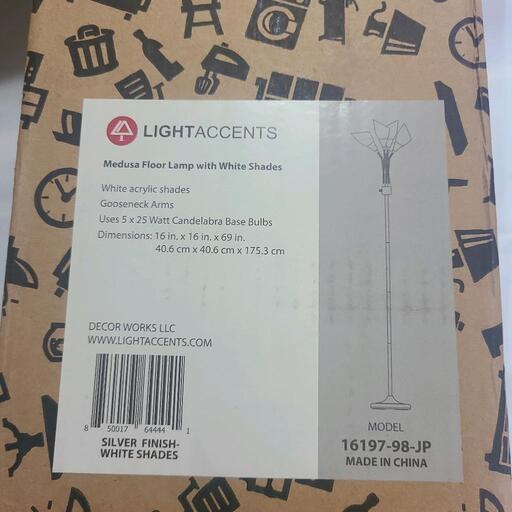 LIGHTACCENTS
Medusa Floor Lamp with White Shades
White acrylic shades
Gooseneck Arms
Uses 5 x 25 Watt Candelabra Base Bulbs
Dimensions: 16 in. x 16 in. x 69 in.
40.6 cm x 40.6 cm x 175.3 cm
DECOR WORKS LLC
WWW.LIGHTACCENTS.COM
8 50017 64444 1
SILVER FINISH-
WHITE SHADES
MODEL
16197-98-JP
MADE IN CHINA